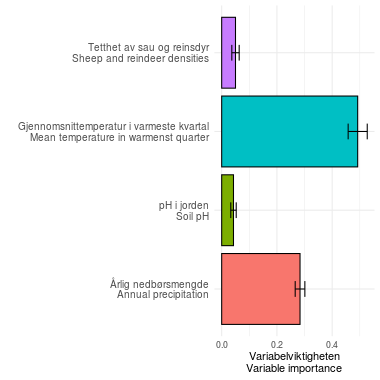 Tetthet av sau og reinsdyr
Sheep and reindeer densities
Gjennomsnittemperatur i varmeste kvartal
Mean temperature in warmenst quarter
pH i jorden
Soil pH
Årlig nedbørsmengde
Annual precipitation
0.0 0.2 0.4
Variabelviktigheten
Variable importance